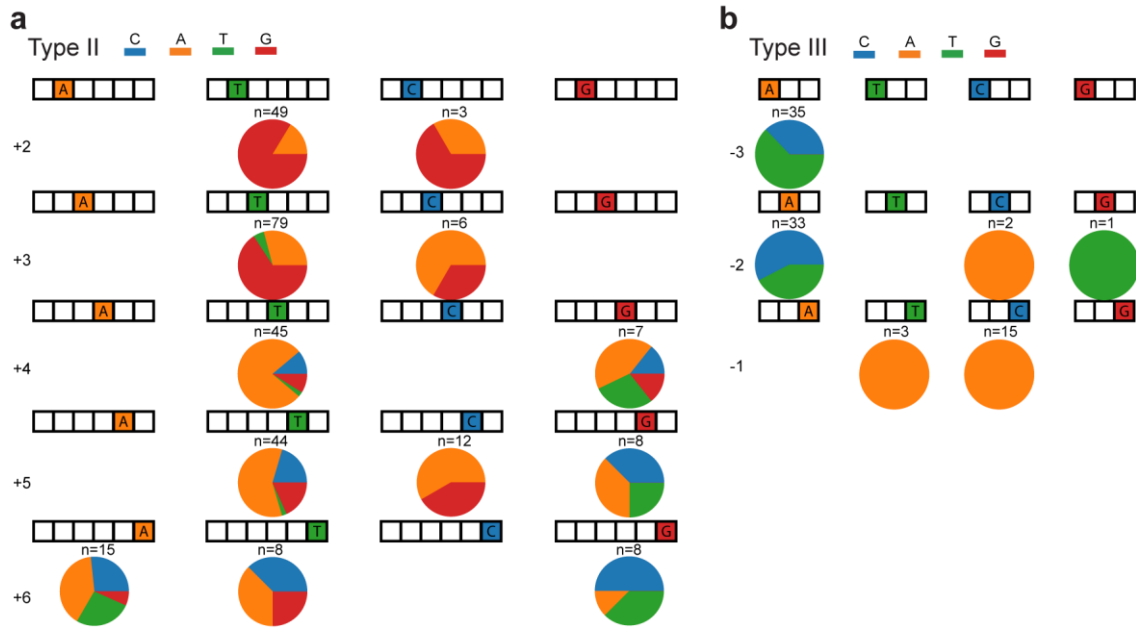 a b
Type II C A T G Type III C A T G
A T C G A T C G
n=49 n=3 n=35
+2 -3
A T C G A T C G
n=79 n=6 n=33 n=2 n=1
+3 -2
A T C G A T C G
n=45 n=7 n=3 n=15
+4 -1
A T C G
n=44 n=12 n=8
+5
A T C G
n=15 n=8 n=8
+6